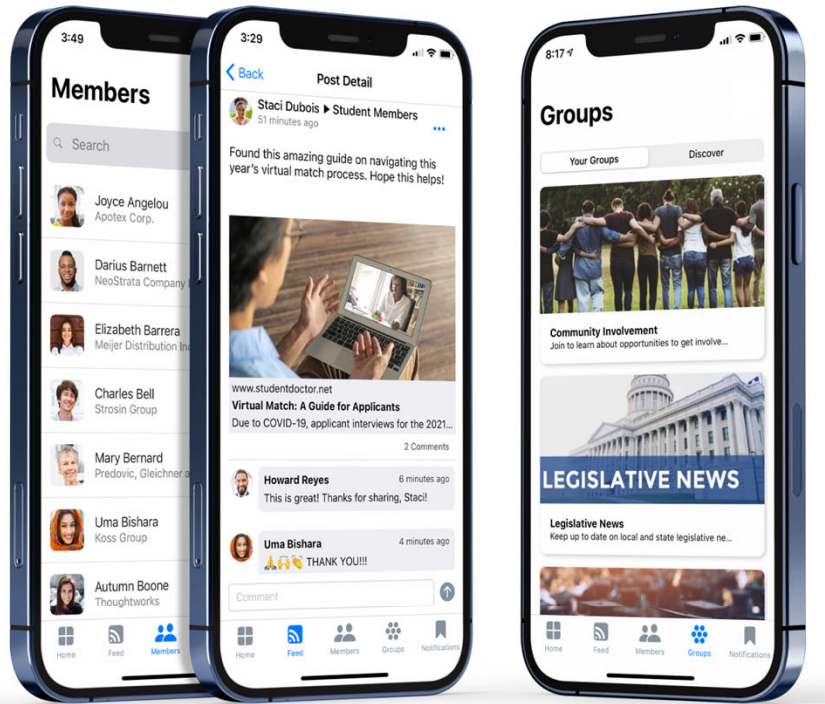 3:49
Members
Search
Joyce Angelou
Apotex Corp.
Darius Barnett
NeoStrata Company
Elizabeth Barrera
Meijer Distribution
Charles Bell
Strosin Group
Mary Bernard
Predovic, Gleichner
Uma Bishara
Koss Group
Autumn Boone
Thoughtworks
Home Feed Members
3:29
Back Post Detail
Staci Dubois ▶ Student Members
51 minutes ago
Found this amazing guide on navigating this
year's virtual match process. Hope this helps!
www.studentdoctor.net
Virtual Match: A Guide for Applicants
Due to COVID-19, applicant interviews for the 2021...
2 Comments
Howard Reyes 6 minutes ago
This is great! Thanks for sharing, Staci!
Uma Bishara 4 minutes ago
🙏🙌👏 THANK YOU!!!
Comment
Home Feed Members Groups Notifications
8:17
Groups
Your Groups Discover
Community Involvement
Join to learn about opportunities to get involve...
LEGISLATIVE NEWS
Legislative News
Keep up to date on local and state legislative ne...
Home Feed Members Groups Notifications